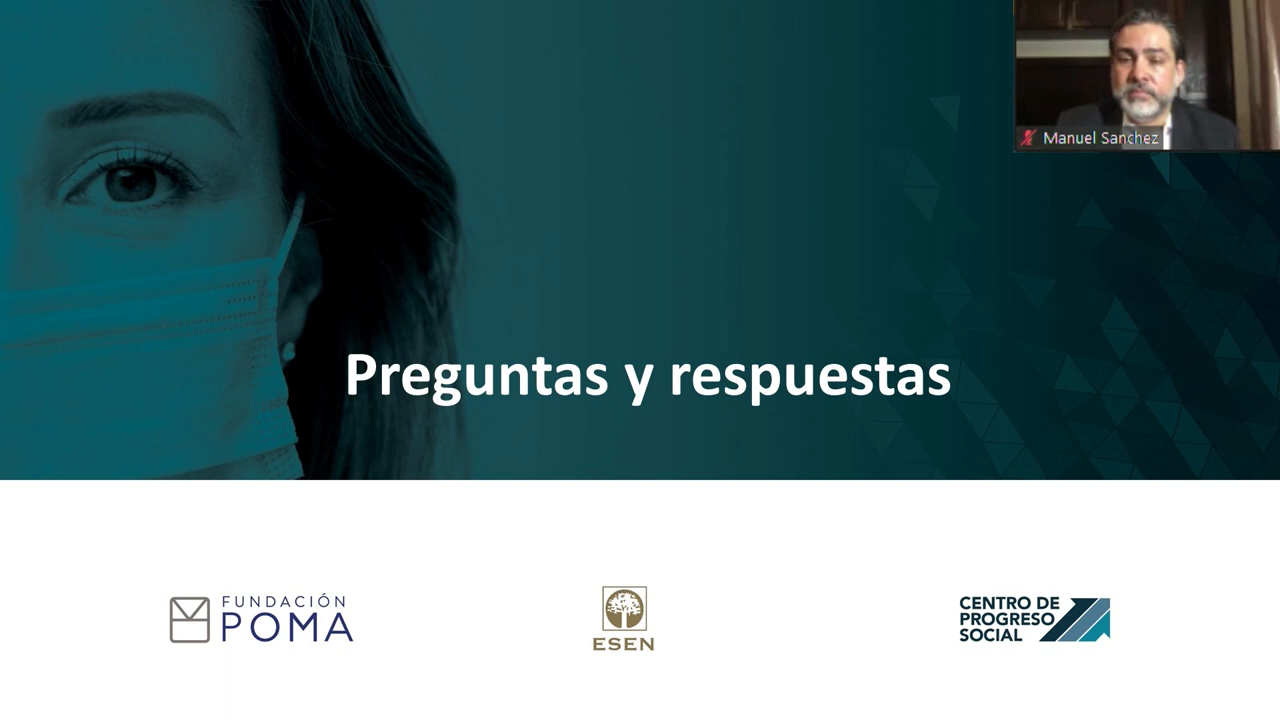 Manuel Sanchez
Preguntas y respuestas
FUNDACIÓN
POMA
ESEN
CENTRO DE
PROGRESO
SOCIAL